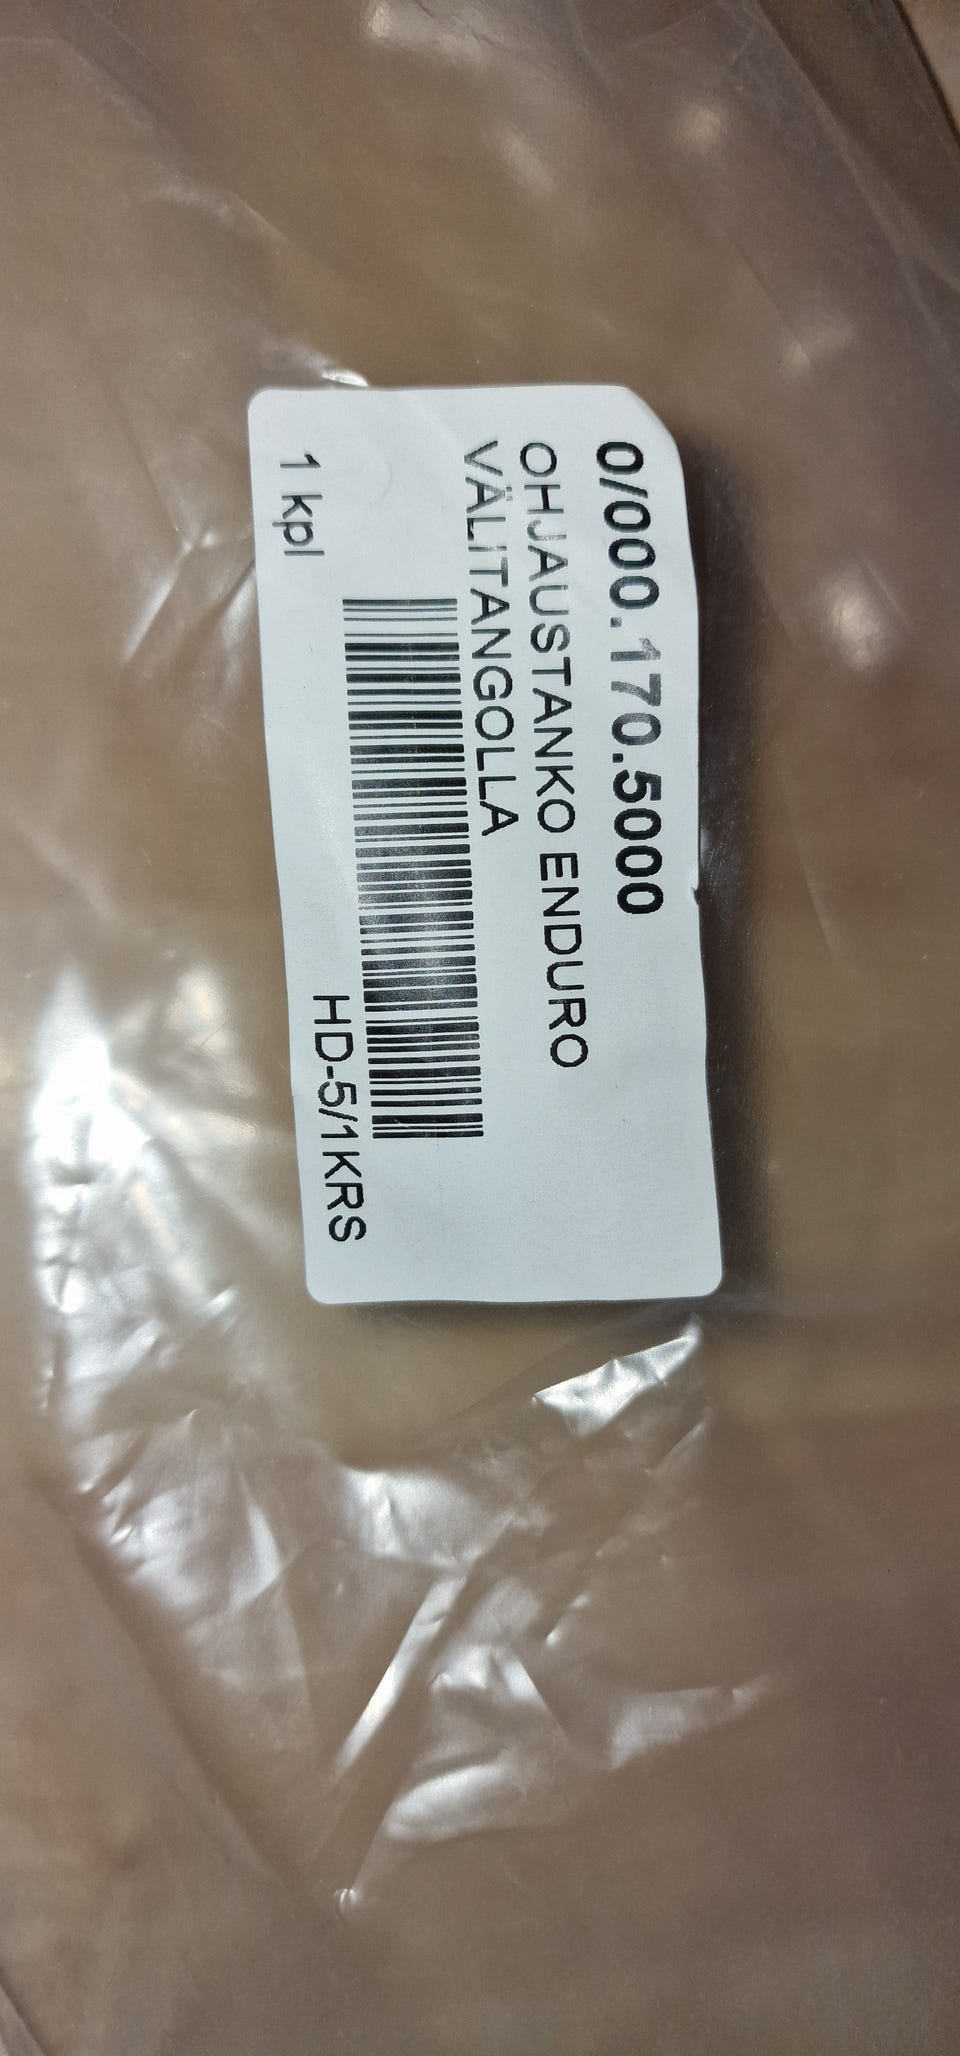 0/000.170.5000
OHJAUSTANKO ENDURO
VÄLITANGOLLA
1 kpl
HD-5/1KRS